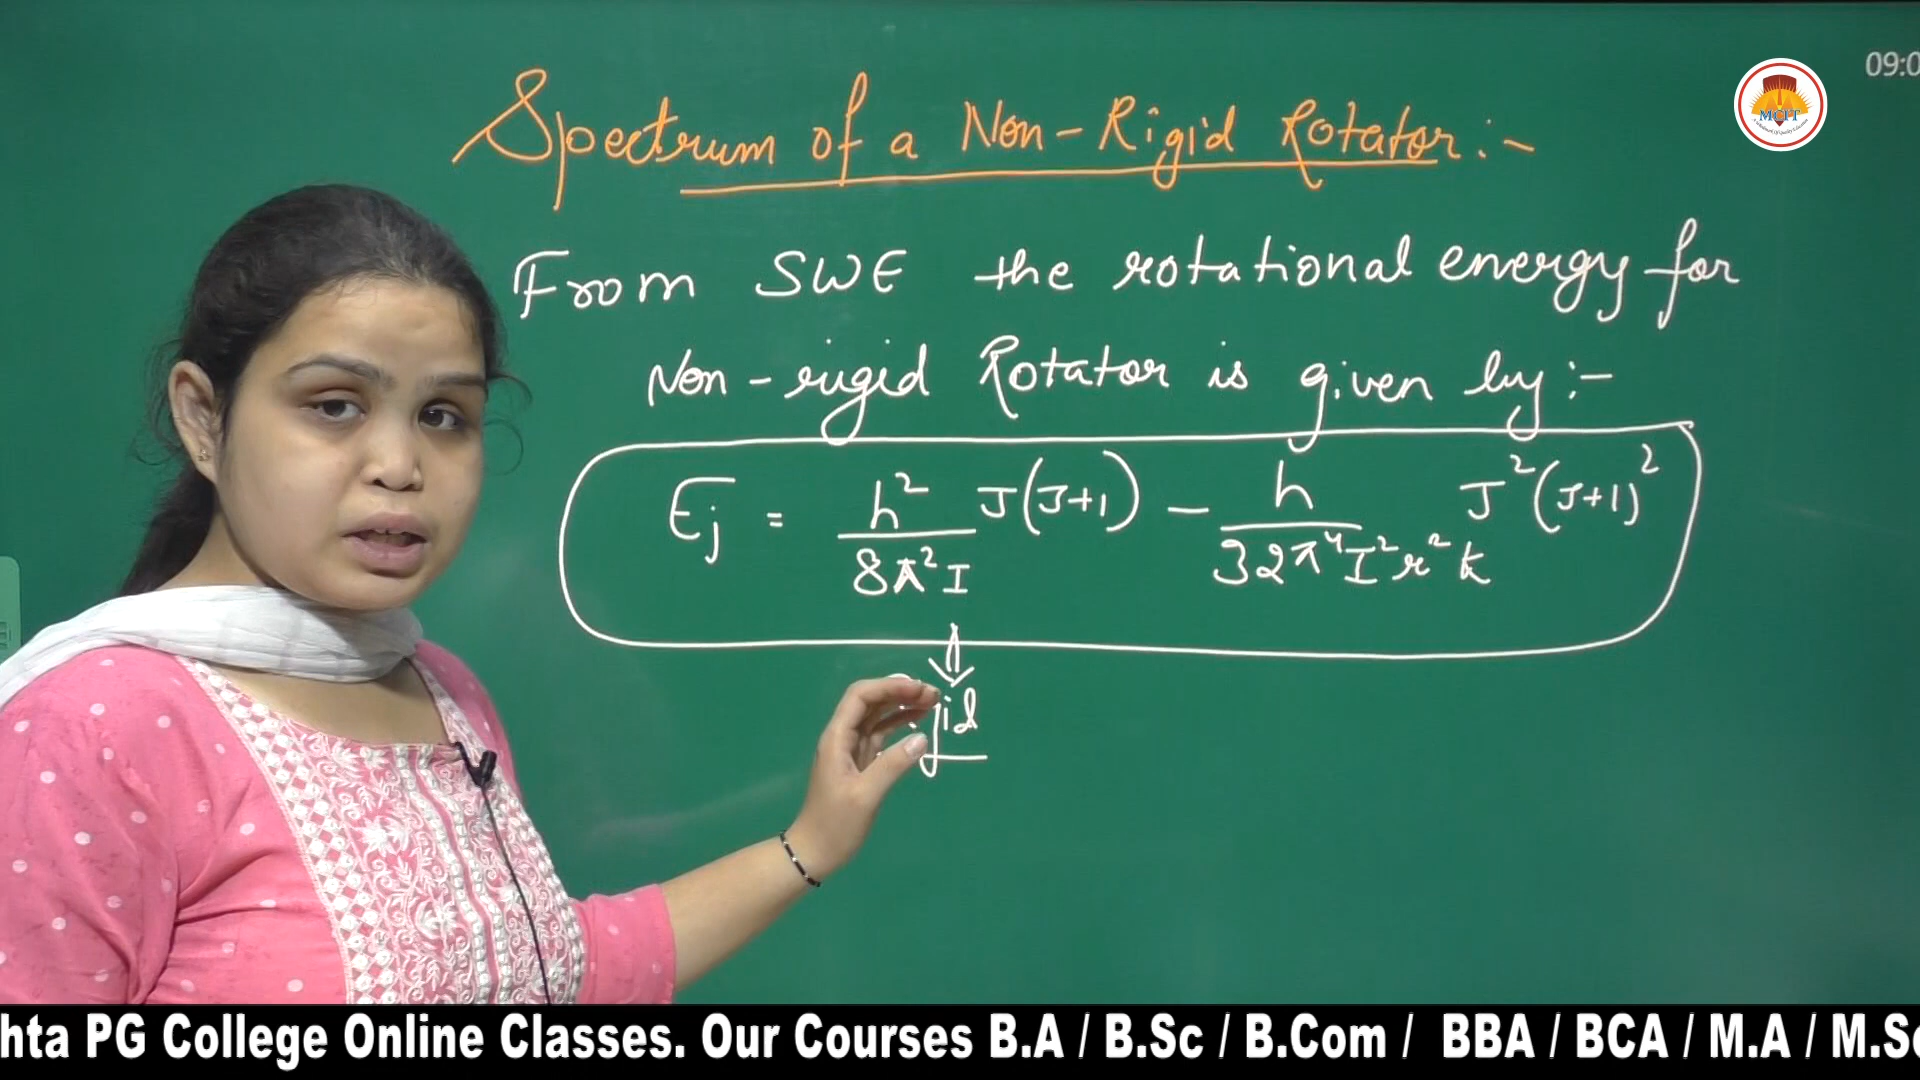 09:0
MCIT
Spectrum of a Non-Rigid Rotator:-
From SWE the rotational energy for
Non-rigid Rotator is given by:-
Ej = h²/8π²I J(J+1) - h/32π⁴I²r²k J²(J+1)²
gid
hta PG College Online Classes. Our Courses B.A / B.Sc / B.Com / BBA / BCA / M.A / M.Sc